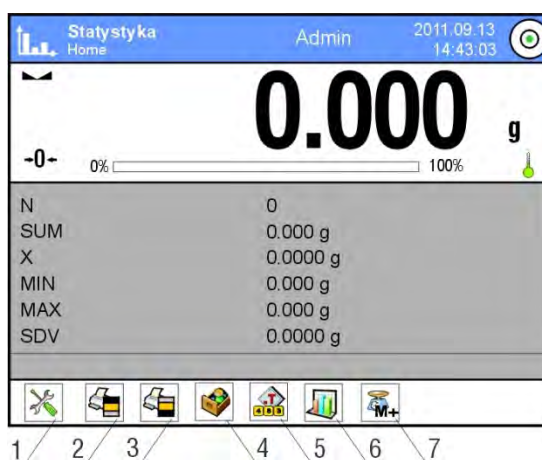 Statystyka Admin 2011.09.13
Home 14:43:03
0.000 g
→0← 0% 100%
N 0
SUM 0.000 g
X 0.0000 g
MIN 0.000 g
MAX 0.000 g
SDV 0.0000 g
.T
M+
1 2 3 4 5 6 7